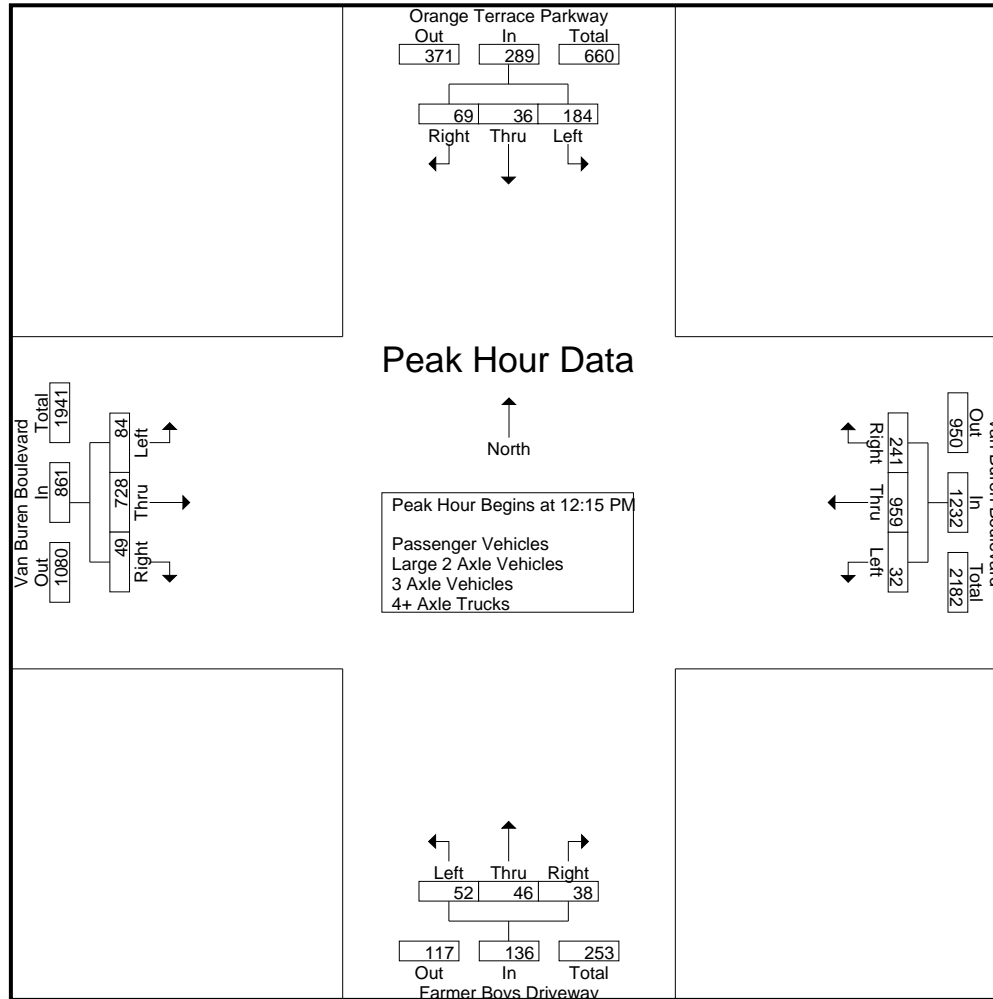 Orange Terrace Parkway
Out In Total
371 289 660
69 36 184
Right Thru Left
Peak Hour Data
North
Peak Hour Begins at 12:15 PM
Passenger Vehicles
Large 2 Axle Vehicles
3 Axle Vehicles
4+ Axle Trucks
Van Buren Boulevard
Out In Total
1080 861 1941
49 728 84
Right Thru Left
Van Buren Boulevard
Out In Total
950 1232 2182
241 959 32
Right Thru Left
Left Thru Right
52 46 38
117 136 253
Out In Total
Farmer Boys Driveway